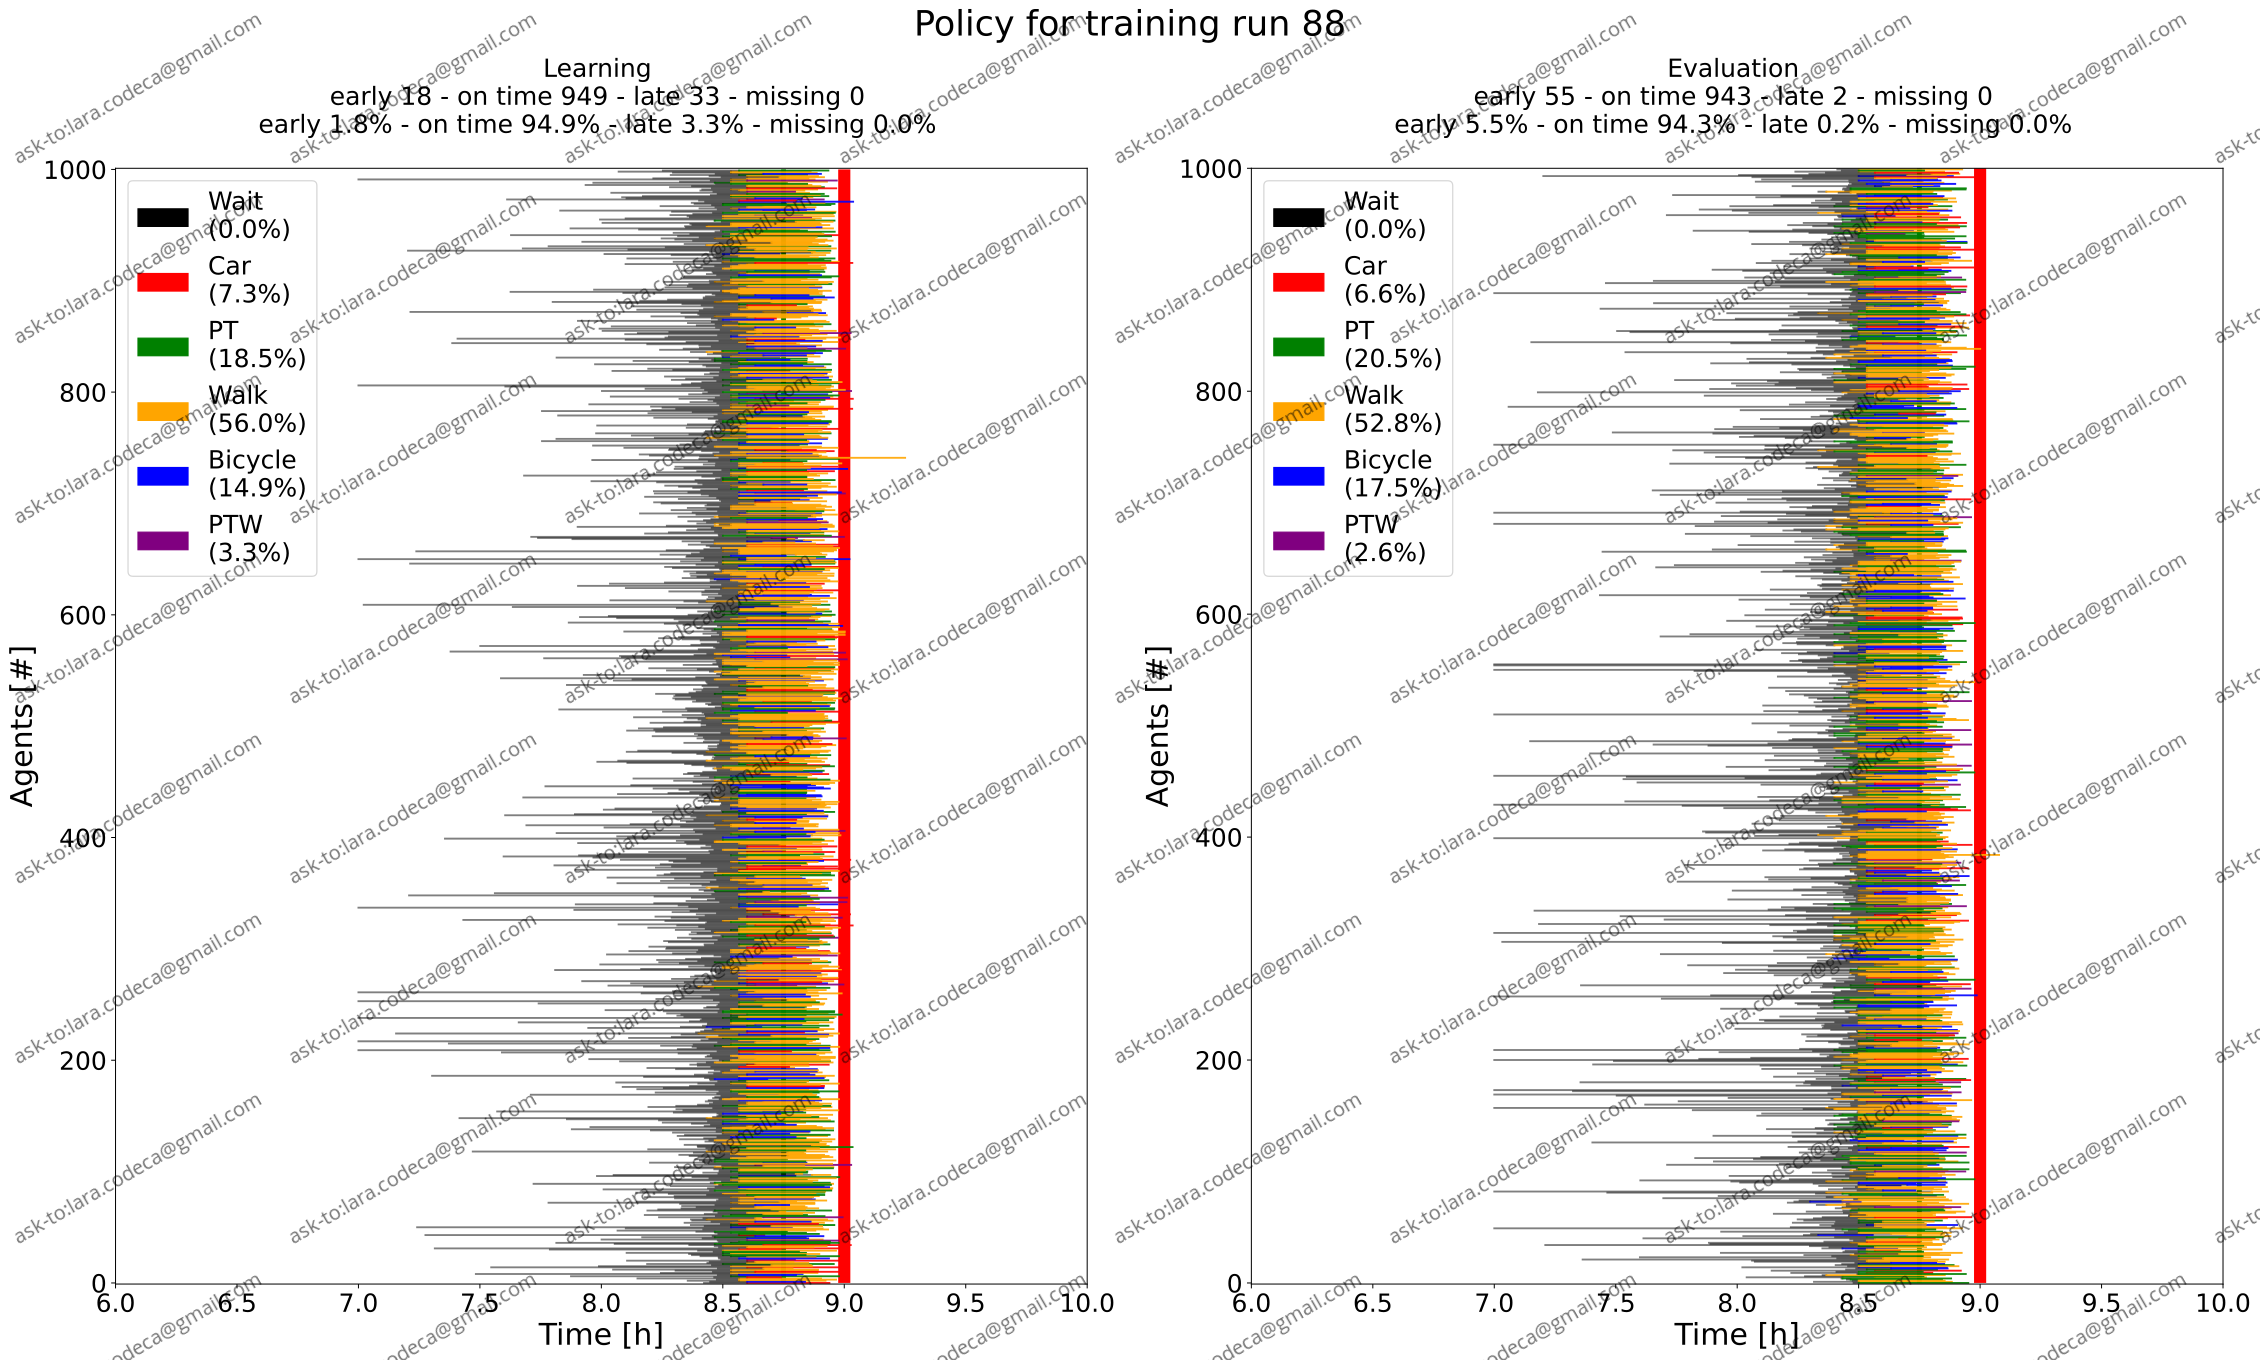 Policy for training run 88
Learning
early 18 - on time 949 - late 33 - missing 0
early 1.8% - on time 94.9% - late 3.3% - missing 0.0%
1000
800
600
400
200
0
Agents [#]
Wait
(0.0%)
Car
(7.3%)
PT
(18.5%)
Walk
(56.0%)
Bicycle
(14.9%)
PTW
(3.3%)
6.0 6.5 7.0 7.5 8.0 8.5 9.0 9.5 10.0
Time [h]
Evaluation
early 55 - on time 943 - late 2 - missing 0
early 5.5% - on time 94.3% - late 0.2% - missing 0.0%
1000
800
600
400
200
0
Agents [#]
Wait
(0.0%)
Car
(6.6%)
PT
(20.5%)
Walk
(52.8%)
Bicycle
(17.5%)
PTW
(2.6%)
6.0 6.5 7.0 7.5 8.0 8.5 9.0 9.5 10.0
Time [h]
ask-to:lara.codeca@gmail.com